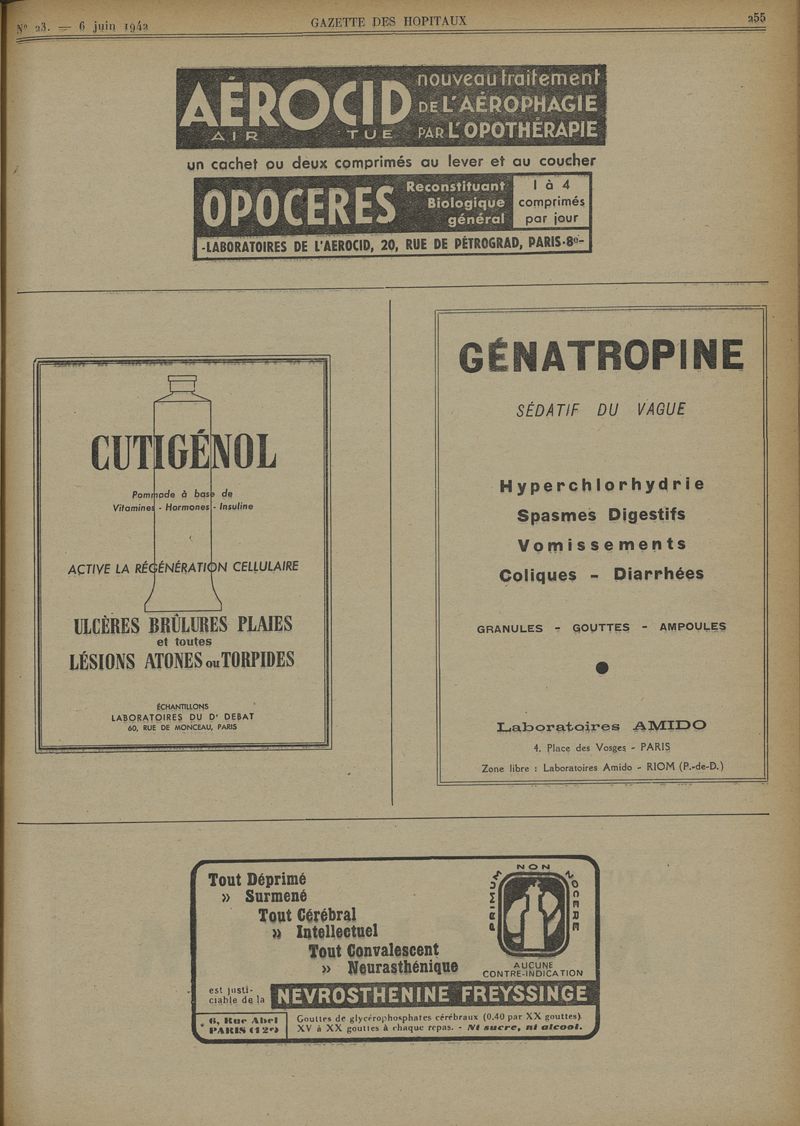 N° 23. — 6 juin 1942
GAZETTE DES HOPITAUX
255
AÉROCID
AIR TUE
nouveau traitement
DE L'AÉROPHAGIE
PAR L'OPOTHÉRAPIE
un cachet ou deux comprimés au lever et au coucher
OPOCERES
Reconstituant
Biologique
général
1 à 4
comprimés
par jour
-LABORATOIRES DE L'AEROCID, 20, RUE DE PÉTROGRAD, PARIS-8e-
CUTIGÉNOL
Pommade à base de
Vitamines - Hormones - Insuline
ACTIVE LA RÉGÉNÉRATION CELLULAIRE
ULCÈRES BRÛLURES PLAIES
et toutes
LÉSIONS ATONES ou TORPIDES
ÉCHANTILLONS
LABORATOIRES DU Dr DEBAT
60, RUE DE MONCEAU, PARIS
GÉNATROPINE
SÉDATIF DU VAGUE
Hyperchlorhydrie
Spasmes Digestifs
Vomissements
Coliques - Diarrhées
GRANULES - GOUTTES - AMPOULES
Laboratoires AMIDO
4, Place des Vosges - PARIS
Zone libre : Laboratoires Amido - RIOM (P.-de-D.)
Tout Déprimé
» Surmené
Tout Cérébral
» Intellectuel
Tout Convalescent
» Neurasthénique
PRIMUM NON NOCERE
AUCUNE
CONTRE-INDICATION
est justi-
ciable de la
NEVROSTHENINE FREYSSINGE
6, Rue Abel
PARIS (12e)
Gouttes de glycérophosphates cérébraux (0,40 par XX gouttes).
XV à XX gouttes à chaque repas. - Ni sucre, ni alcool.